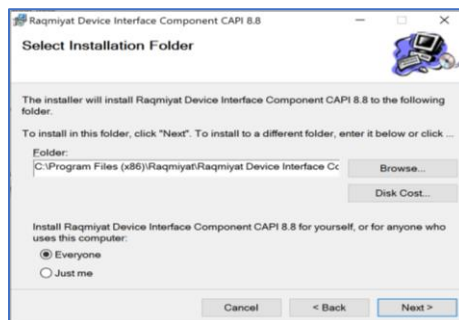 Raqmiyat Device Interface Component CAPI 8.8
Select Installation Folder
The installer will install Raqmiyat Device Interface Component CAPI 8.8 to the following
folder.
To install in this folder, click "Next". To install to a different folder, enter it below or click ...
Folder:
C:\Program Files (x86)\Raqmiyat\Raqmiyat Device Interface Cc
Browse...
Disk Cost...
Install Raqmiyat Device Interface Component CAPI 8.8 for yourself, or for anyone who
uses this computer:
Everyone
Just me
Cancel < Back Next >